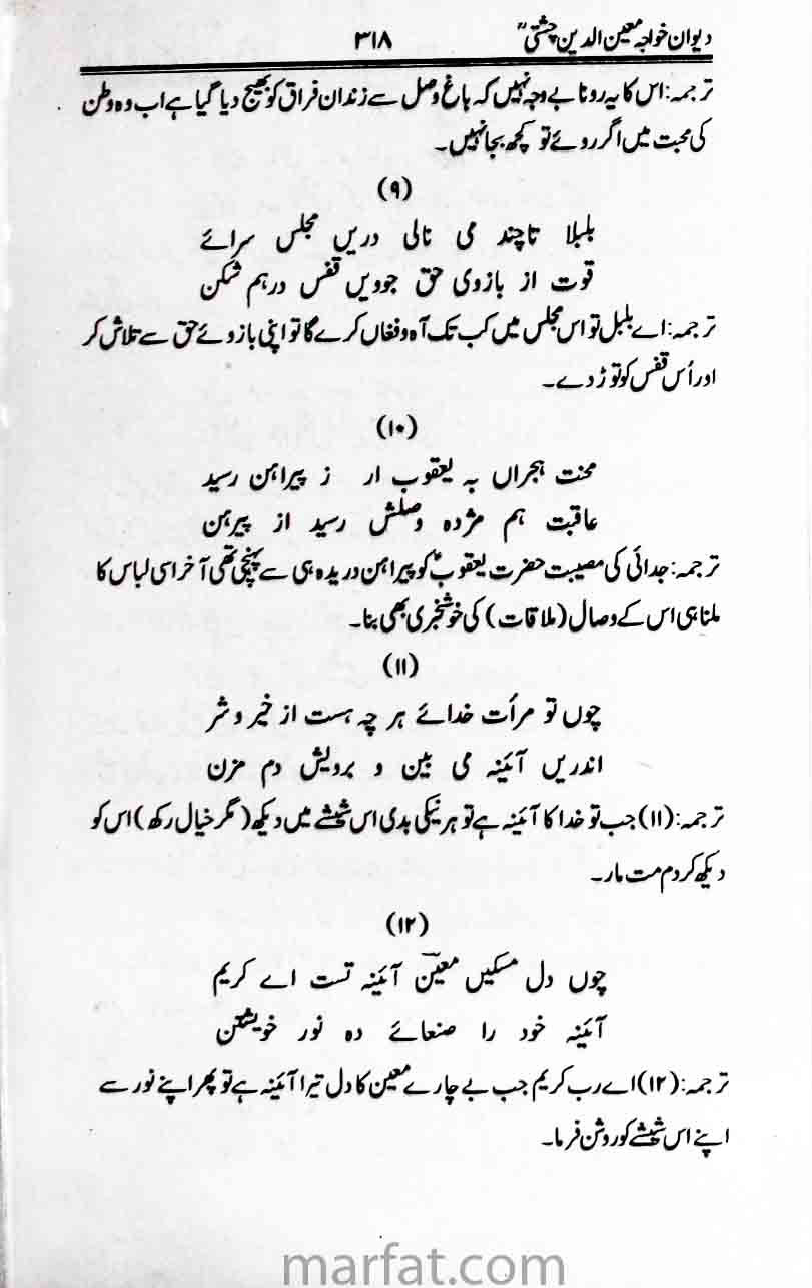 دیوان خواجہ معین الدین چشتیؒ ۳۱۸
ترجمہ: اس کا یہ رونا بے وجہ نہیں کہ باغ وصل سے زندان فراق کو بھیج دیا گیا ہے اب وہ وطن
کی محبت میں اگر روئے تو کچھ بجا نہیں۔
(۹)
بلبلا تاچند می نالی دریں مجلس سرائے
قوت از بازوی حق جوویں قفس درہم شکن
ترجمہ: اے بلبل تو اس مجلس میں کب تک آہ و فغاں کرے گا تو اپنی بازوئے حق سے تلاش کر
اور اُس قفس کو توڑ دے۔
(۱۰)
محنت ہجراں بہ یعقوب ار ز پیراہن رسید
عاقبت ہم مژدہ وصلش رسید از پیرہن
ترجمہ: جدائی کی مصیبت حضرت یعقوبؑ کو پیراہن دریدہ ہی سے پہنچی تھی آخر اسی لباس کا
ملنا ہی اس کے وصال (ملاقات) کی خوشخبری بھی بنا۔
(۱۱)
چوں تو مرأت خدائے ہر چہ ہست از خیر و شر
اندریں آئینہ می بین و برویش دم مزن
ترجمہ: (۱۱) جب تو خدا کا آئینہ ہے تو ہر نیکی بدی اس شیشے میں دیکھ (مگر خیال رکھ) اس کو
دیکھ کر دم مت مار۔
(۱۲)
چوں دل مسکیں معینؔ آئینہ تست اے کریم
آئینہ خود را صنعائے دہ نور خویشتن
ترجمہ: (۱۲) اے رب کریم جب بے چارے معین کا دل تیرا آئینہ ہے تو پھر اپنے نور سے
اپنے اس شیشے کو روشن فرما۔
marfat.com